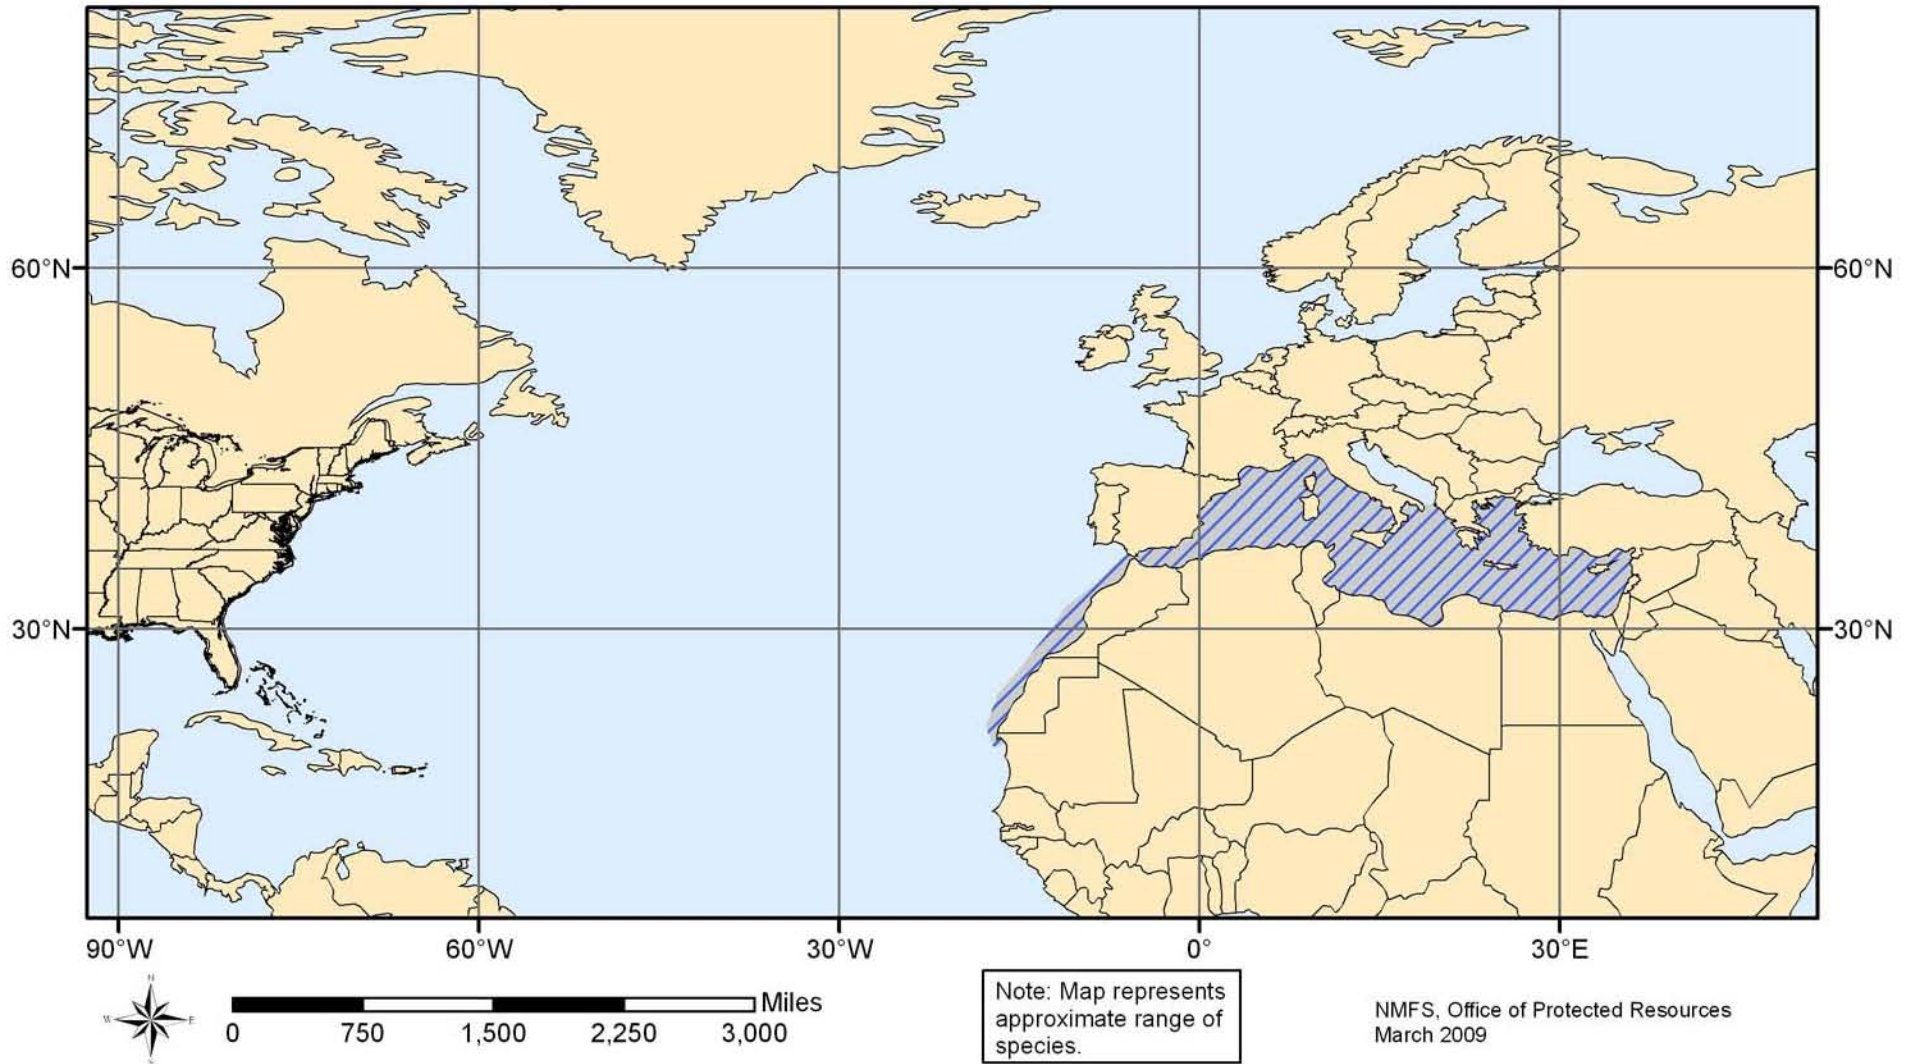 60°N
60°N
30°N
30°N
90°W
60°W
30°W
0°
30°E
N
W
E
S
Miles
0
750
1,500
2,250
3,000
Note: Map represents
approximate range of
species.
NMFS, Office of Protected Resources
March 2009